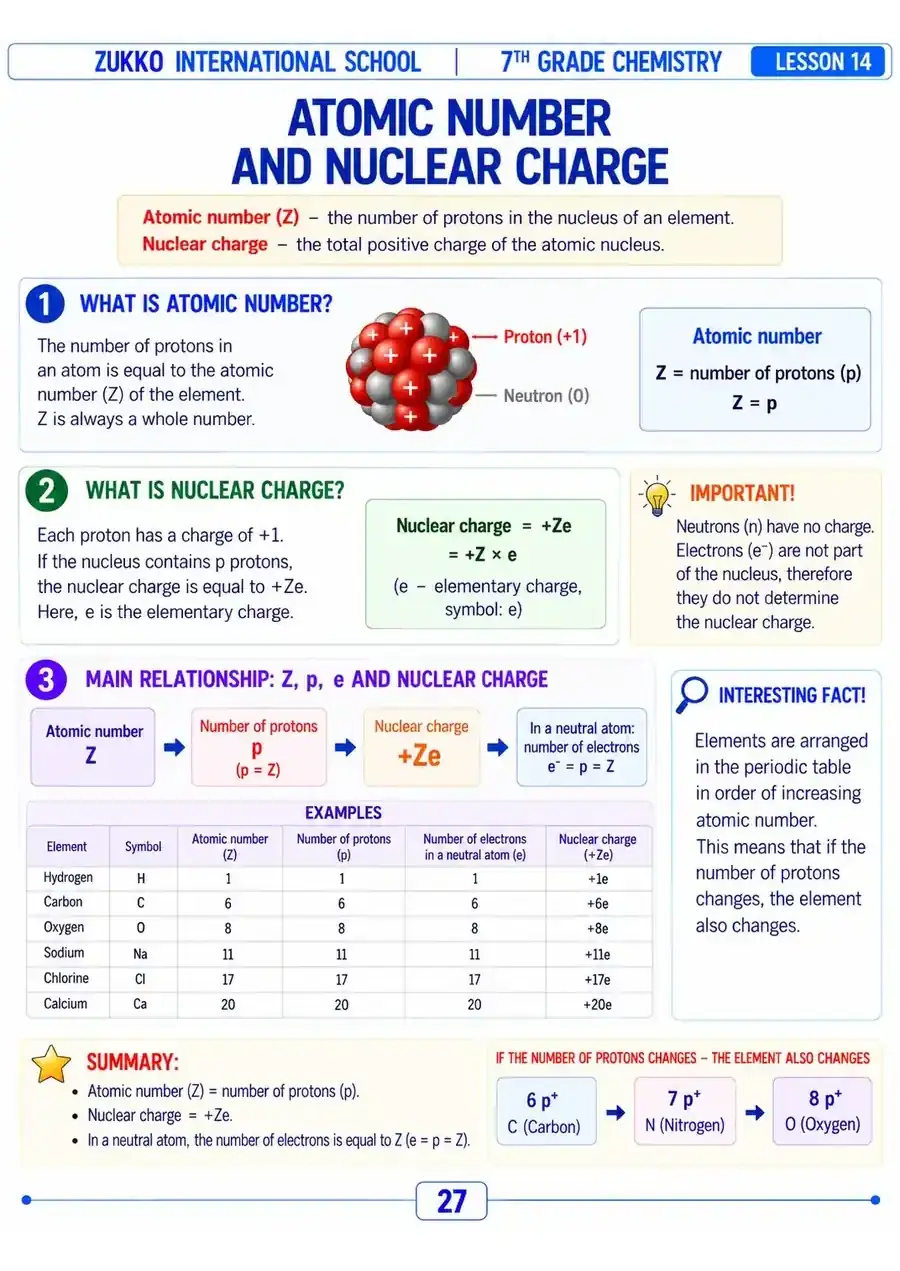 ZUKKO INTERNATIONAL SCHOOL | 7TH GRADE CHEMISTRY LESSON 14
ATOMIC NUMBER
AND NUCLEAR CHARGE
Atomic number (Z) – the number of protons in the nucleus of an element.
Nuclear charge – the total positive charge of the atomic nucleus.
1 WHAT IS ATOMIC NUMBER?
The number of protons in
an atom is equal to the atomic
number (Z) of the element.
Z is always a whole number.
+ + + + + + + + +
Proton (+1)
Neutron (0)
Atomic number
Z = number of protons (p)
Z = p
2 WHAT IS NUCLEAR CHARGE?
Each proton has a charge of +1.
If the nucleus contains p protons,
the nuclear charge is equal to +Ze.
Here, e is the elementary charge.
Nuclear charge = +Ze
= +Z × e
(e – elementary charge,
symbol: e)
IMPORTANT!
Neutrons (n) have no charge.
Electrons (e⁻) are not part
of the nucleus, therefore
they do not determine
the nuclear charge.
3 MAIN RELATIONSHIP: Z, p, e AND NUCLEAR CHARGE
Atomic number
Z
Number of protons
p
(p = Z)
Nuclear charge
+Ze
In a neutral atom:
number of electrons
e⁻ = p = Z
EXAMPLES
Element Symbol Atomic number (Z) Number of protons (p) Number of electrons in a neutral atom (e) Nuclear charge (+Ze)
Hydrogen H 1 1 1 +1e
Carbon C 6 6 6 +6e
Oxygen O 8 8 8 +8e
Sodium Na 11 11 11 +11e
Chlorine Cl 17 17 17 +17e
Calcium Ca 20 20 20 +20e
INTERESTING FACT!
Elements are arranged
in the periodic table
in order of increasing
atomic number.
This means that if the
number of protons
changes, the element
also changes.
SUMMARY:
• Atomic number (Z) = number of protons (p).
• Nuclear charge = +Ze.
• In a neutral atom, the number of electrons is equal to Z (e = p = Z).
IF THE NUMBER OF PROTONS CHANGES – THE ELEMENT ALSO CHANGES
6 p⁺
C (Carbon)
7 p⁺
N (Nitrogen)
8 p⁺
O (Oxygen)
27